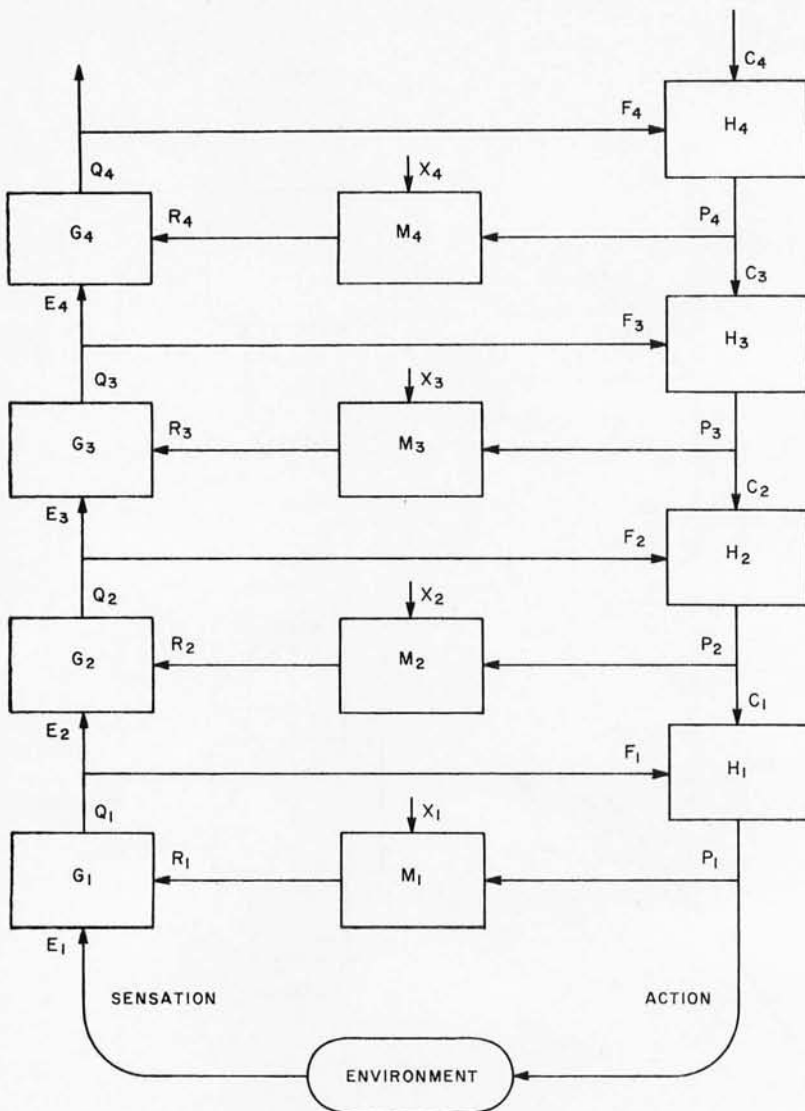 C4
F4
H4
Q4
X4
R4
P4
G4
M4
C3
E4
F3
H3
Q3
X3
R3
P3
G3
M3
C2
E3
F2
H2
Q2
X2
R2
P2
G2
M2
C1
E2
F1
H1
Q1
X1
R1
P1
G1
M1
E1
SENSATION
ACTION
ENVIRONMENT